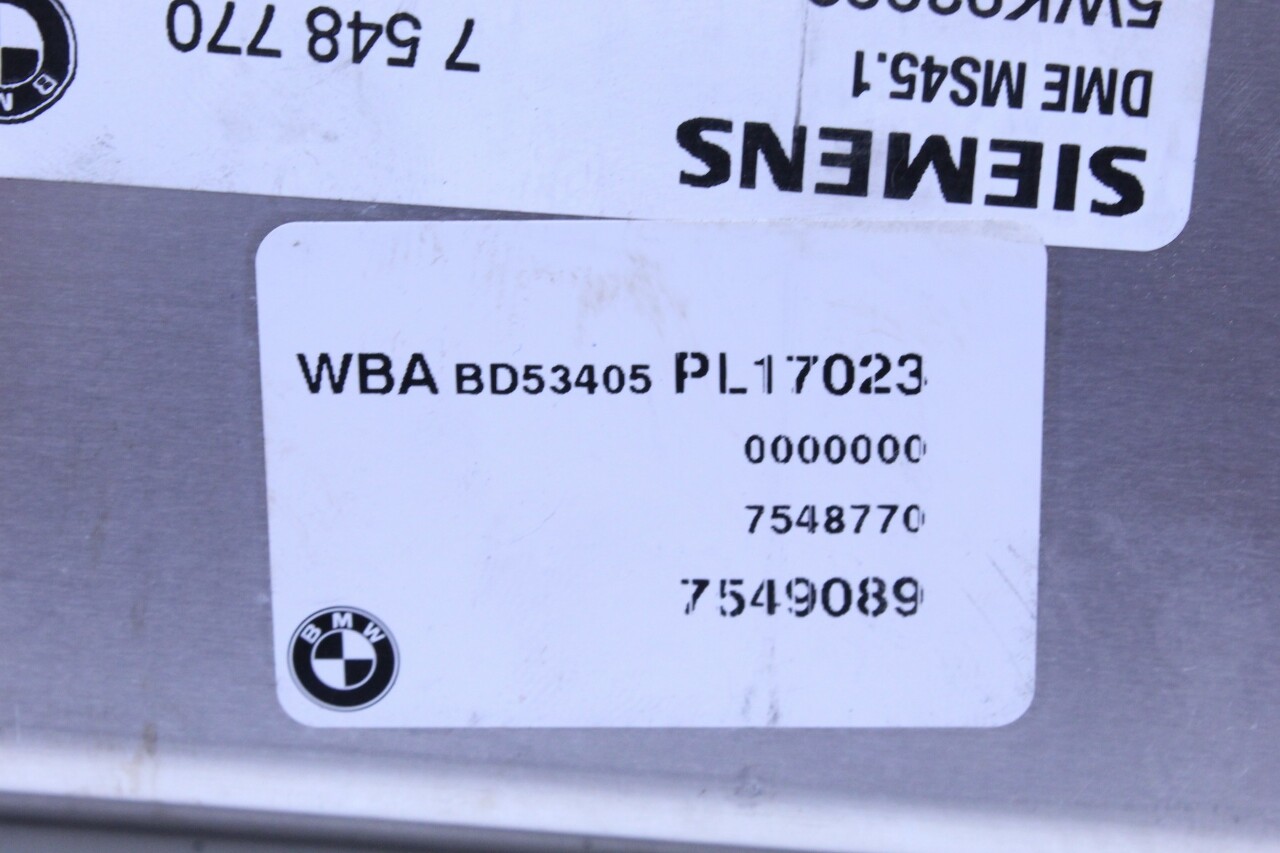 7 548 770
DME MS45.1
SIEMENS
WBA BD53405 PL17023
0000000
7548770
7549089
BMW